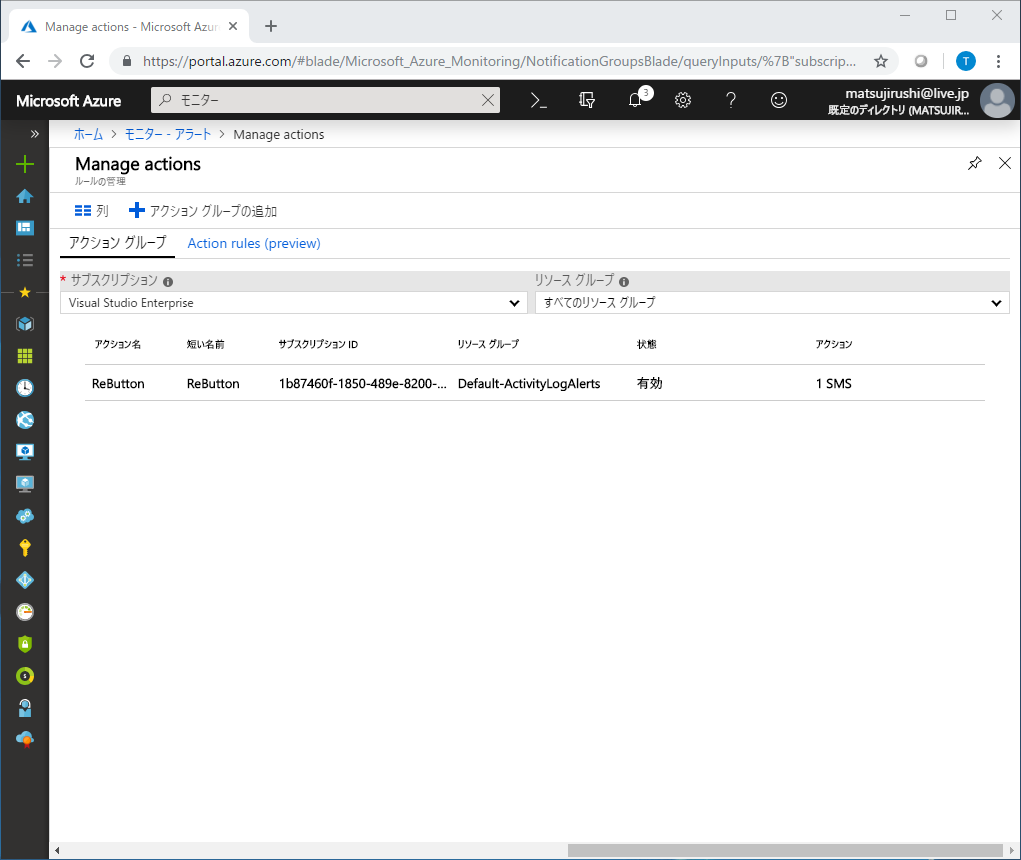 Manage actions - Microsoft Azur
https://portal.azure.com/#blade/Microsoft_Azure_Monitoring/NotificationGroupsBlade/queryInputs/%7B"subscrip...
T
Microsoft Azure
モニター
3
matsujirushi@live.jp
既定のディレクトリ (MATSUJIR...
ホーム > モニター - アラート > Manage actions
Manage actions
ルールの管理
列
アクション グループの追加
アクション グループ
Action rules (preview)
* サブスクリプション
リソース グループ
Visual Studio Enterprise
すべてのリソース グループ
アクション名 短い名前 サブスクリプション ID リソース グループ 状態 アクション
ReButton ReButton 1b87460f-1850-489e-8200-... Default-ActivityLogAlerts 有効 1 SMS